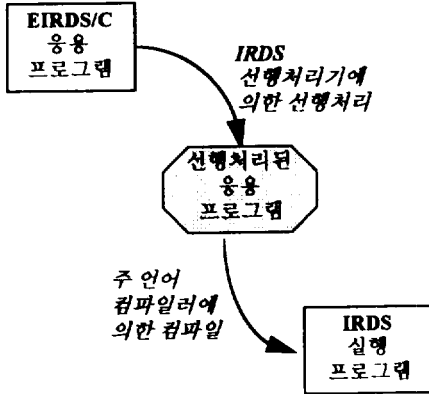 EIRDS/C
응용
프로그램
IRDS
선행처리기에
의한 선행처리
선행처리된
응용
프로그램
주 언어
컴파일러에
의한 컴파일
IRDS
실행
프로그램